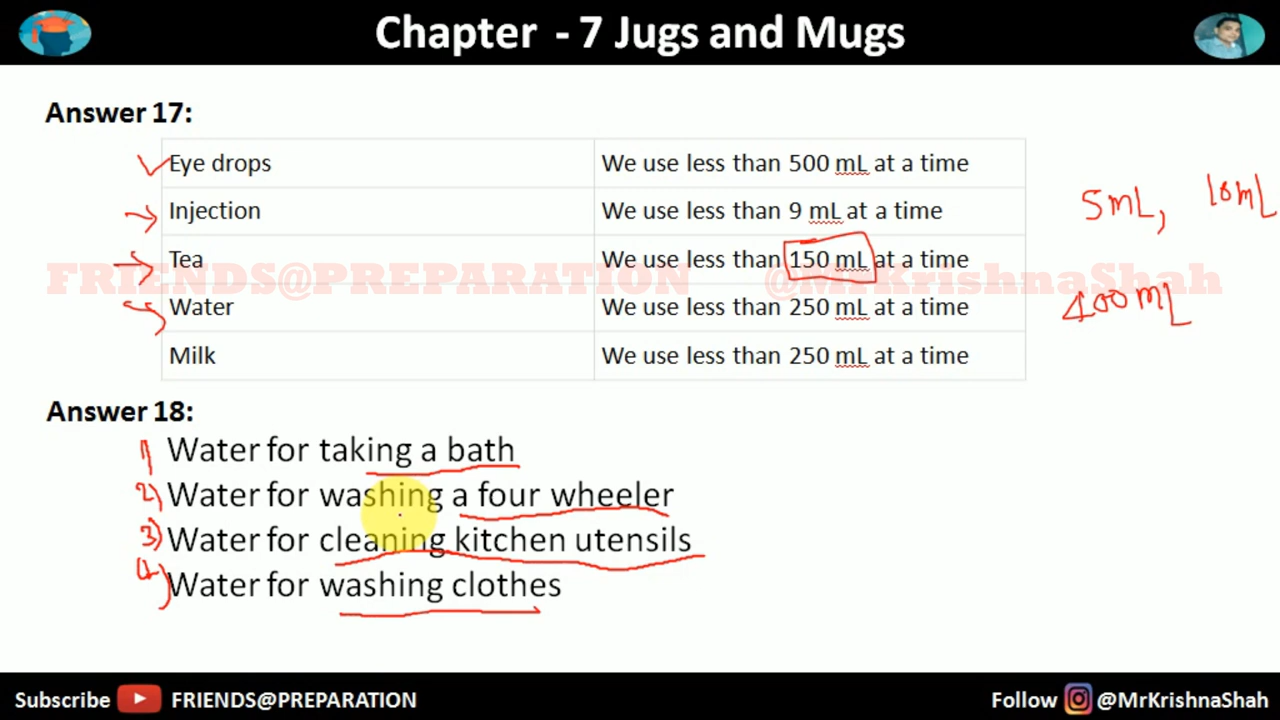 Chapter - 7 Jugs and Mugs
Answer 17:
Eye drops We use less than 500 mL at a time
Injection We use less than 9 mL at a time
5mL, 10mL
Tea We use less than 150 mL at a time
FRIENDS@PREPARATION @MrKrishnaShah
Water We use less than 250 mL at a time
400mL
Milk We use less than 250 mL at a time
Answer 18:
1) Water for taking a bath
2) Water for washing a four wheeler
3) Water for cleaning kitchen utensils
4) Water for washing clothes
Subscribe FRIENDS@PREPARATION Follow @MrKrishnaShah